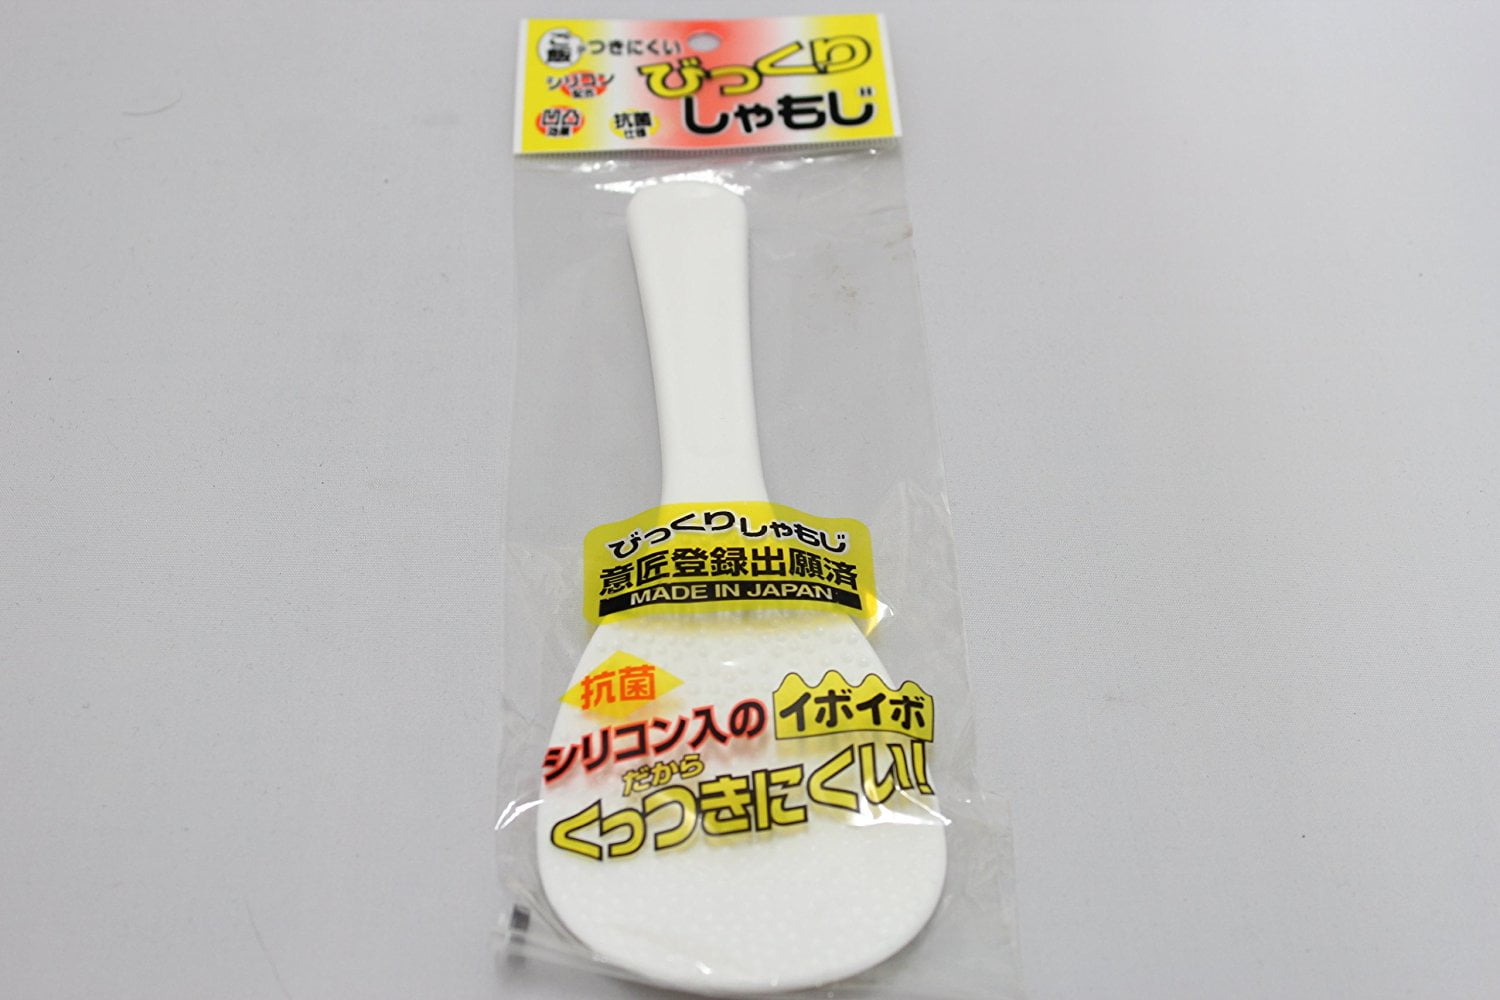 ご飯がつきにくい
びっくり
しゃもじ
シリコン
配合
凹凸
効果
抗菌
仕様
びっくりしゃもじ
意匠登録出願済
MADE IN JAPAN
抗菌
シリコン入の
イボイボ
だから
くっつきにくい!